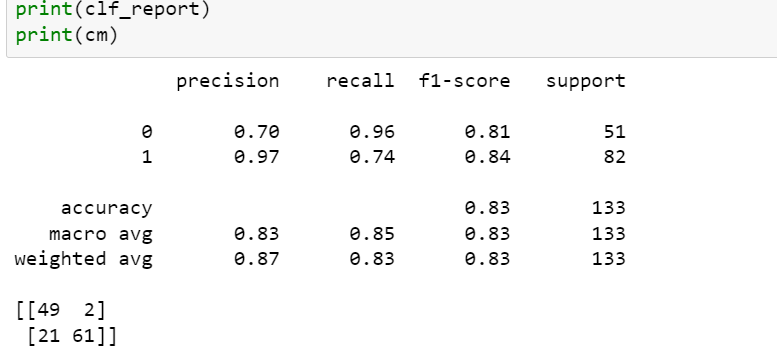 print(clf_report)
print(cm)
precision recall f1-score support
0 0.70 0.96 0.81 51
1 0.97 0.74 0.84 82
accuracy 0.83 133
macro avg 0.83 0.85 0.83 133
weighted avg 0.87 0.83 0.83 133
[[49 2]
[21 61]]